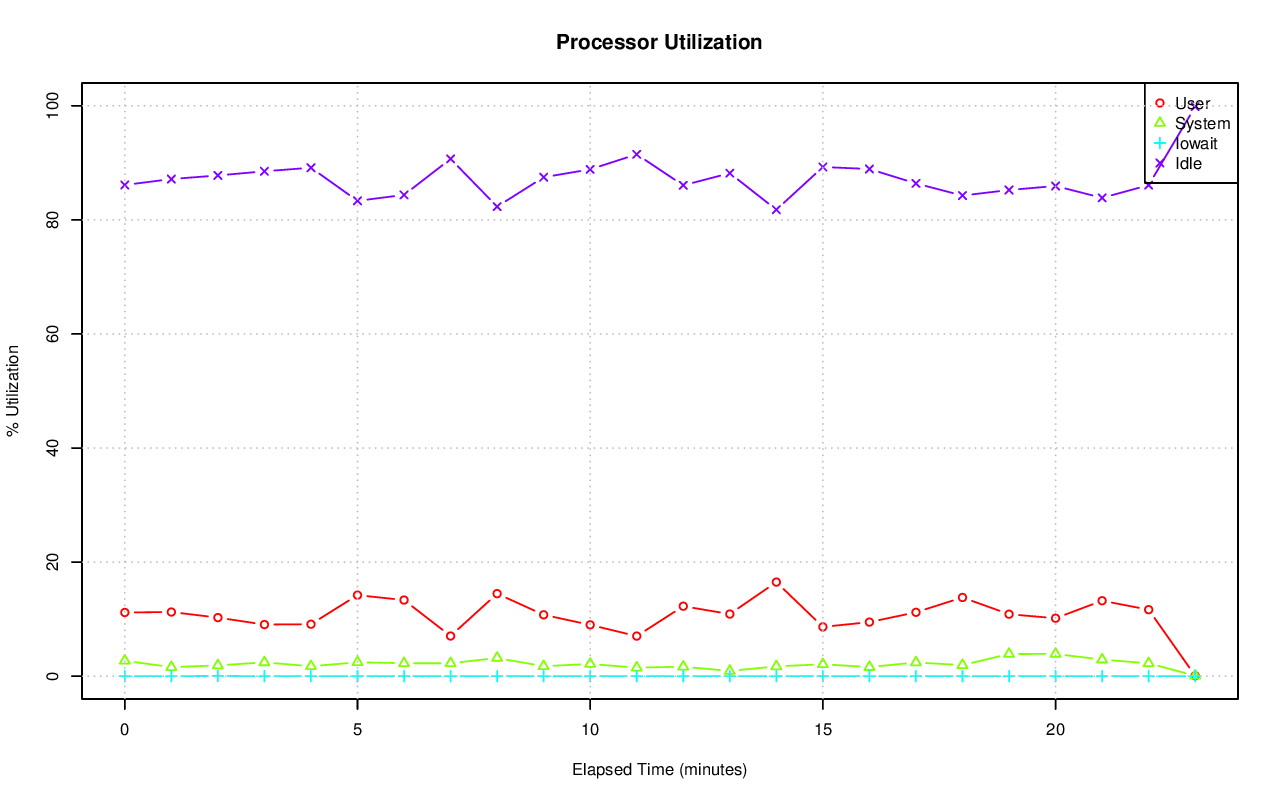 Processor Utilization
% Utilization
100
80
60
40
20
0
User
System
Iowait
Idle
0 5 10 15 20
Elapsed Time (minutes)